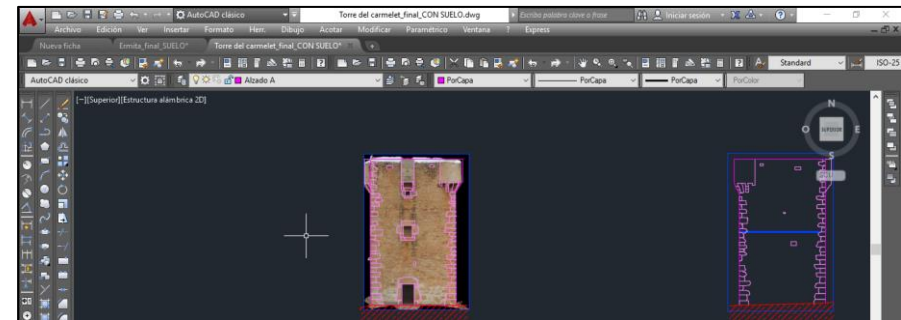 AutoCAD clásico
Torre del carmelet_final_CON SUELO.dwg
Escriba palabra clave o frase
Iniciar sesión
Archivo Edición Ver Insertar Formato Herr. Dibujo Acotar Modificar Paramétrico Ventana ? Express
Nueva ficha Ermita_final_SUELO* Torre del carmelet_final_CON SUELO*
Standard ISO-25
AutoCAD clásico Alzado A PorCapa PorCapa PorCapa PorColor
[−][Superior][Estructura alámbrica 2D]
N
O SUPERIOR E
S